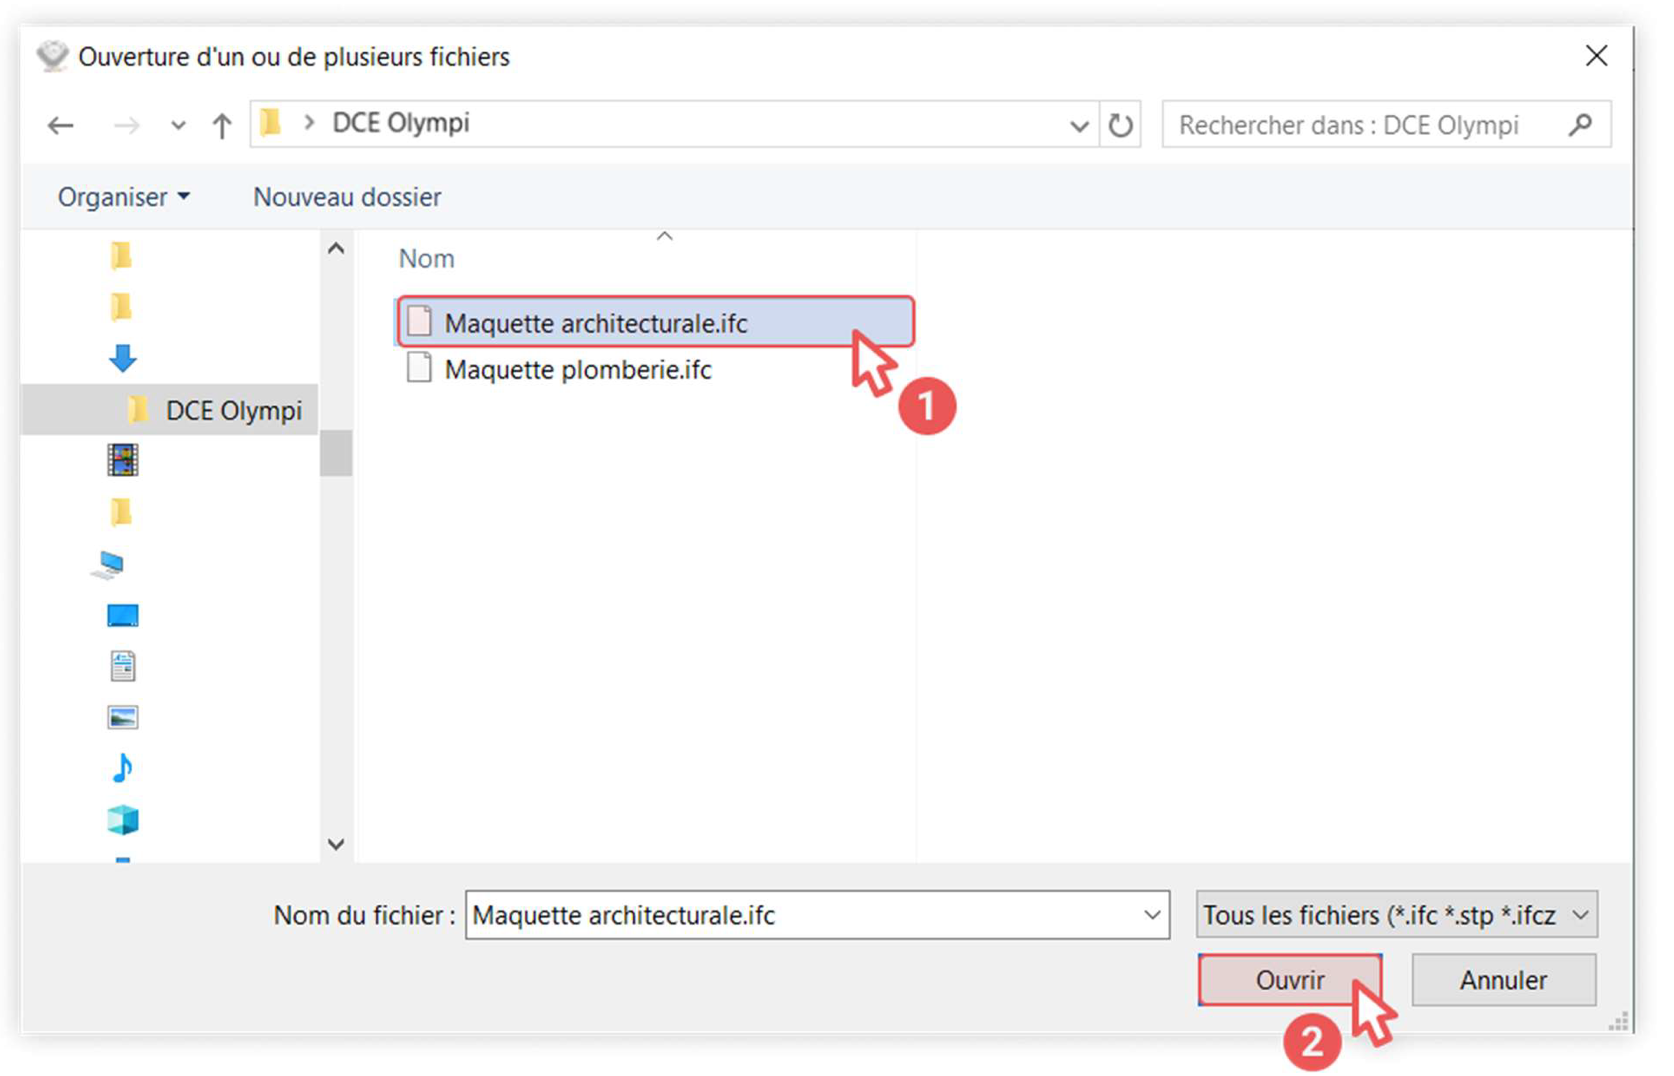 Ouverture d'un ou de plusieurs fichiers
DCE Olympi
Rechercher dans : DCE Olympi
Organiser
Nouveau dossier
Nom
Maquette architecturale.ifc
Maquette plomberie.ifc
1
DCE Olympi
Nom du fichier :
Maquette architecturale.ifc
Tous les fichiers (*.ifc *.stp *.ifcz
Ouvrir
Annuler
2